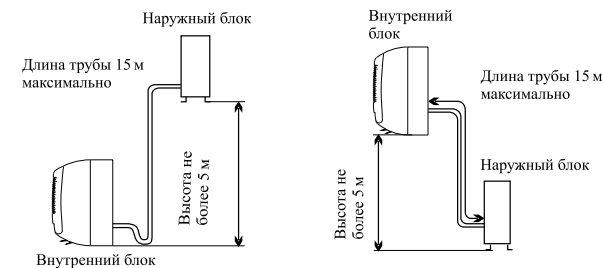 Наружный блок
Длина трубы 15 м
максимально
Высота не
более 5 м
Внутренний блок
Внутренний
блок
Длина трубы 15 м
максимально
Высота не
более 5 м
Наружный блок